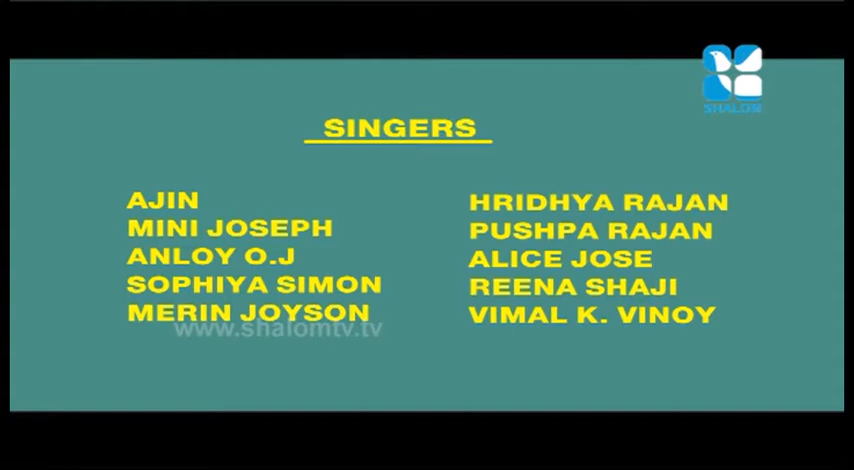 SHALOM
SINGERS
AJIN
MINI JOSEPH
ANLOY O.J
SOPHIYA SIMON
MERIN JOYSON
HRIDHYA RAJAN
PUSHPA RAJAN
ALICE JOSE
REENA SHAJI
VIMAL K. VINOY
www.shalomtv.tv